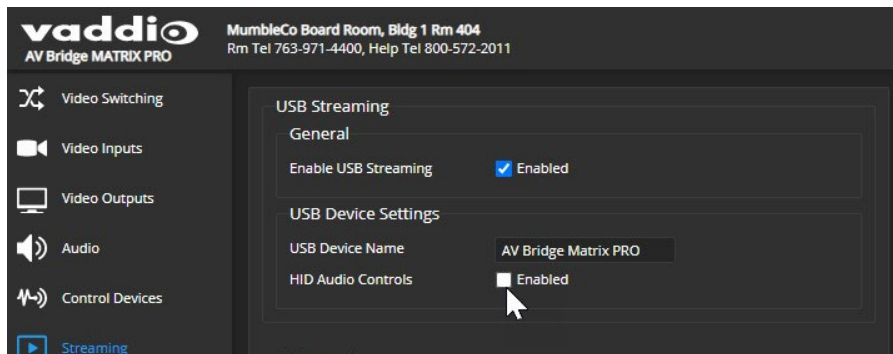 vaddio
AV Bridge MATRIX PRO
MumbleCo Board Room, Bldg 1 Rm 404
Rm Tel 763-971-4400, Help Tel 800-572-2011
Video Switching
Video Inputs
Video Outputs
Audio
Control Devices
Streaming
USB Streaming
General
Enable USB Streaming Enabled
USB Device Settings
USB Device Name AV Bridge Matrix PRO
HID Audio Controls Enabled